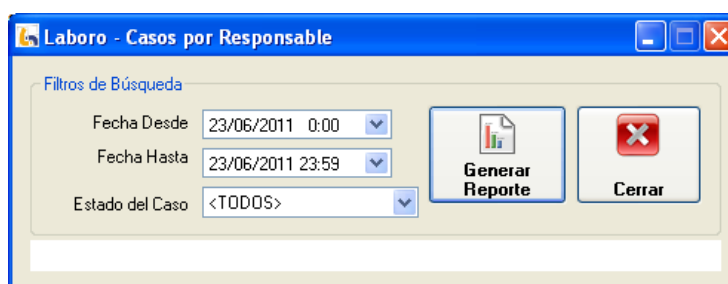 Laboro - Casos por Responsable
Filtros de Búsqueda
Fecha Desde 23/06/2011 0:00
Fecha Hasta 23/06/2011 23:59
Estado del Caso <TODOS>
Generar
Reporte
Cerrar